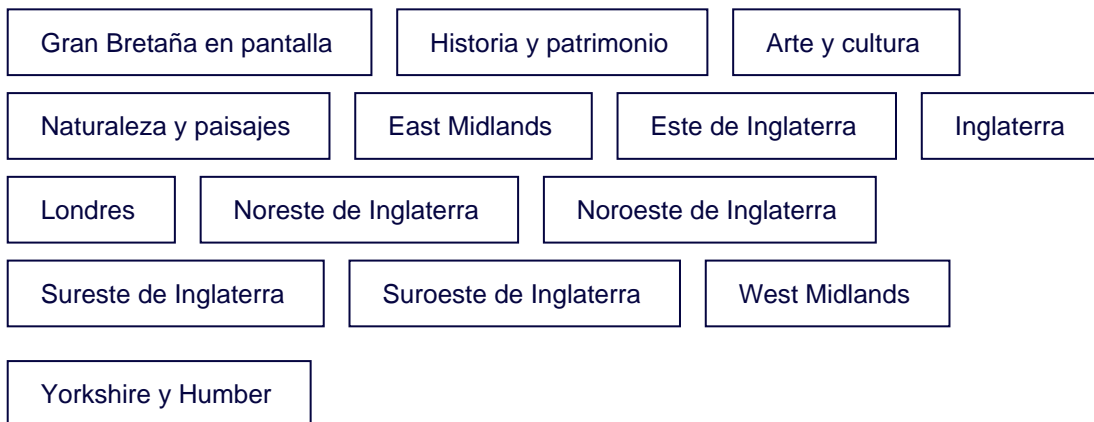 Gran Bretaña en pantalla Historia y patrimonio Arte y cultura
Naturaleza y paisajes East Midlands Este de Inglaterra Inglaterra
Londres Noreste de Inglaterra Noroeste de Inglaterra
Sureste de Inglaterra Suroeste de Inglaterra West Midlands
Yorkshire y Humber